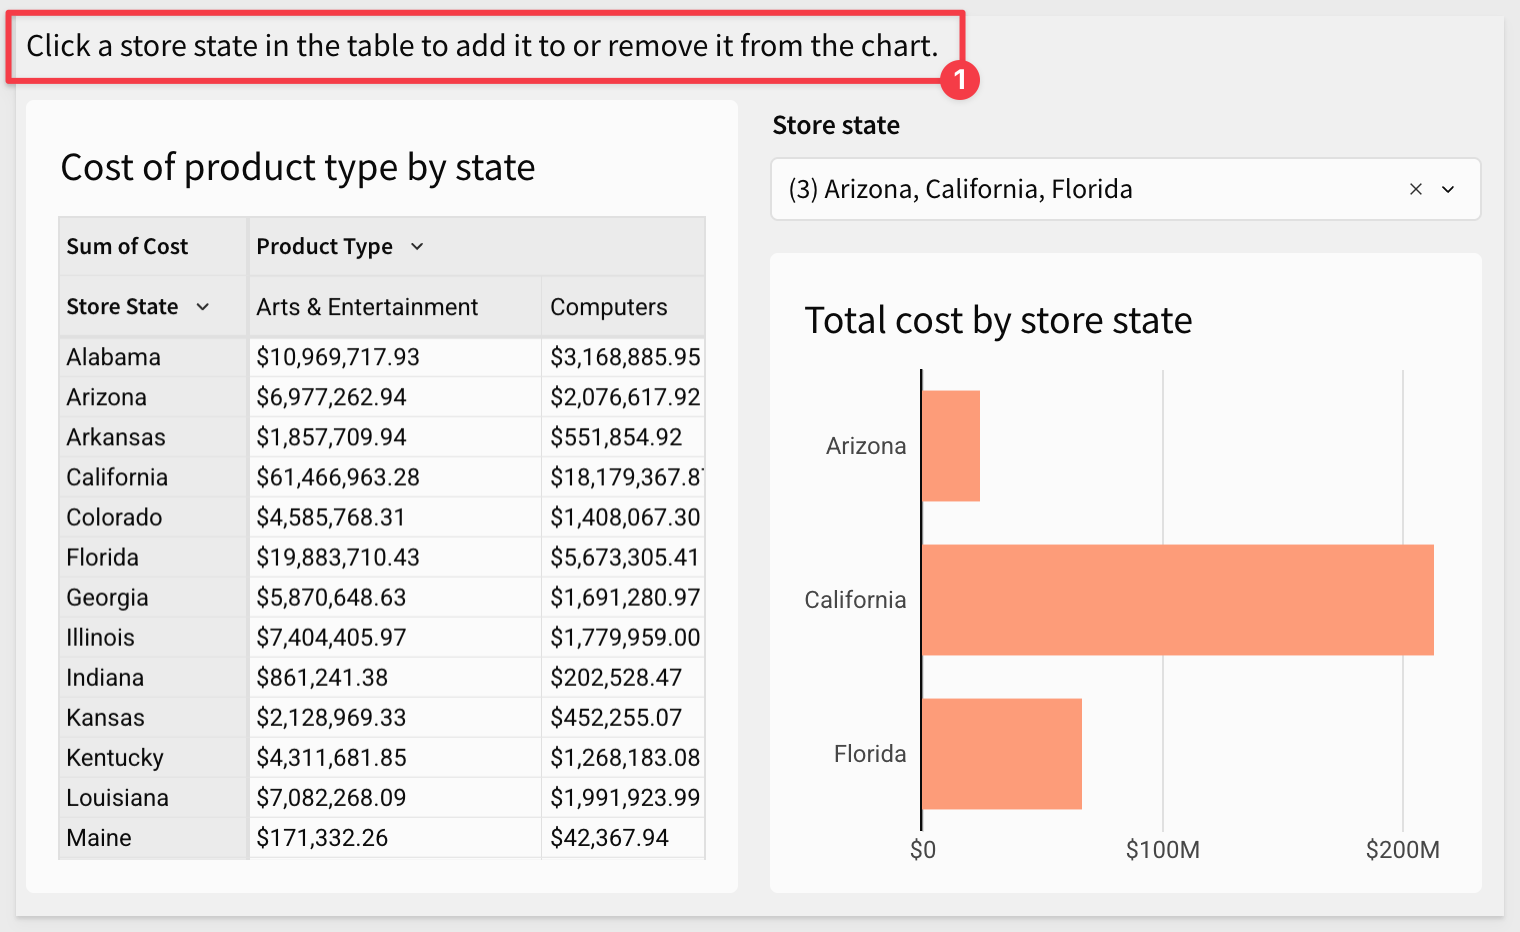 Click a store state in the table to add it to or remove it from the chart.
1
Cost of product type by state
Sum of Cost Product Type
Store State Arts & Entertainment Computers
Alabama $10,969,717.93 $3,168,885.95
Arizona $6,977,262.94 $2,076,617.92
Arkansas $1,857,709.94 $551,854.92
California $61,466,963.28
Colorado $4,585,768.31 $1,408,067.30
Florida $19,883,710.43 $5,673,305.41
Georgia $5,870,648.63 $1,691,280.97
Illinois $7,404,405.97 $1,779,959.00
Indiana $861,241.38 $202,528.47
Kansas $2,128,969.33 $452,255.07
Kentucky $4,311,681.85 $1,268,183.08
Louisiana $7,082,268.09 $1,991,923.99
Maine $171,332.26 $42,367.94
Store state
(3) Arizona, California, Florida
Total cost by store state
Arizona
California
Florida
$0 $100M $200M